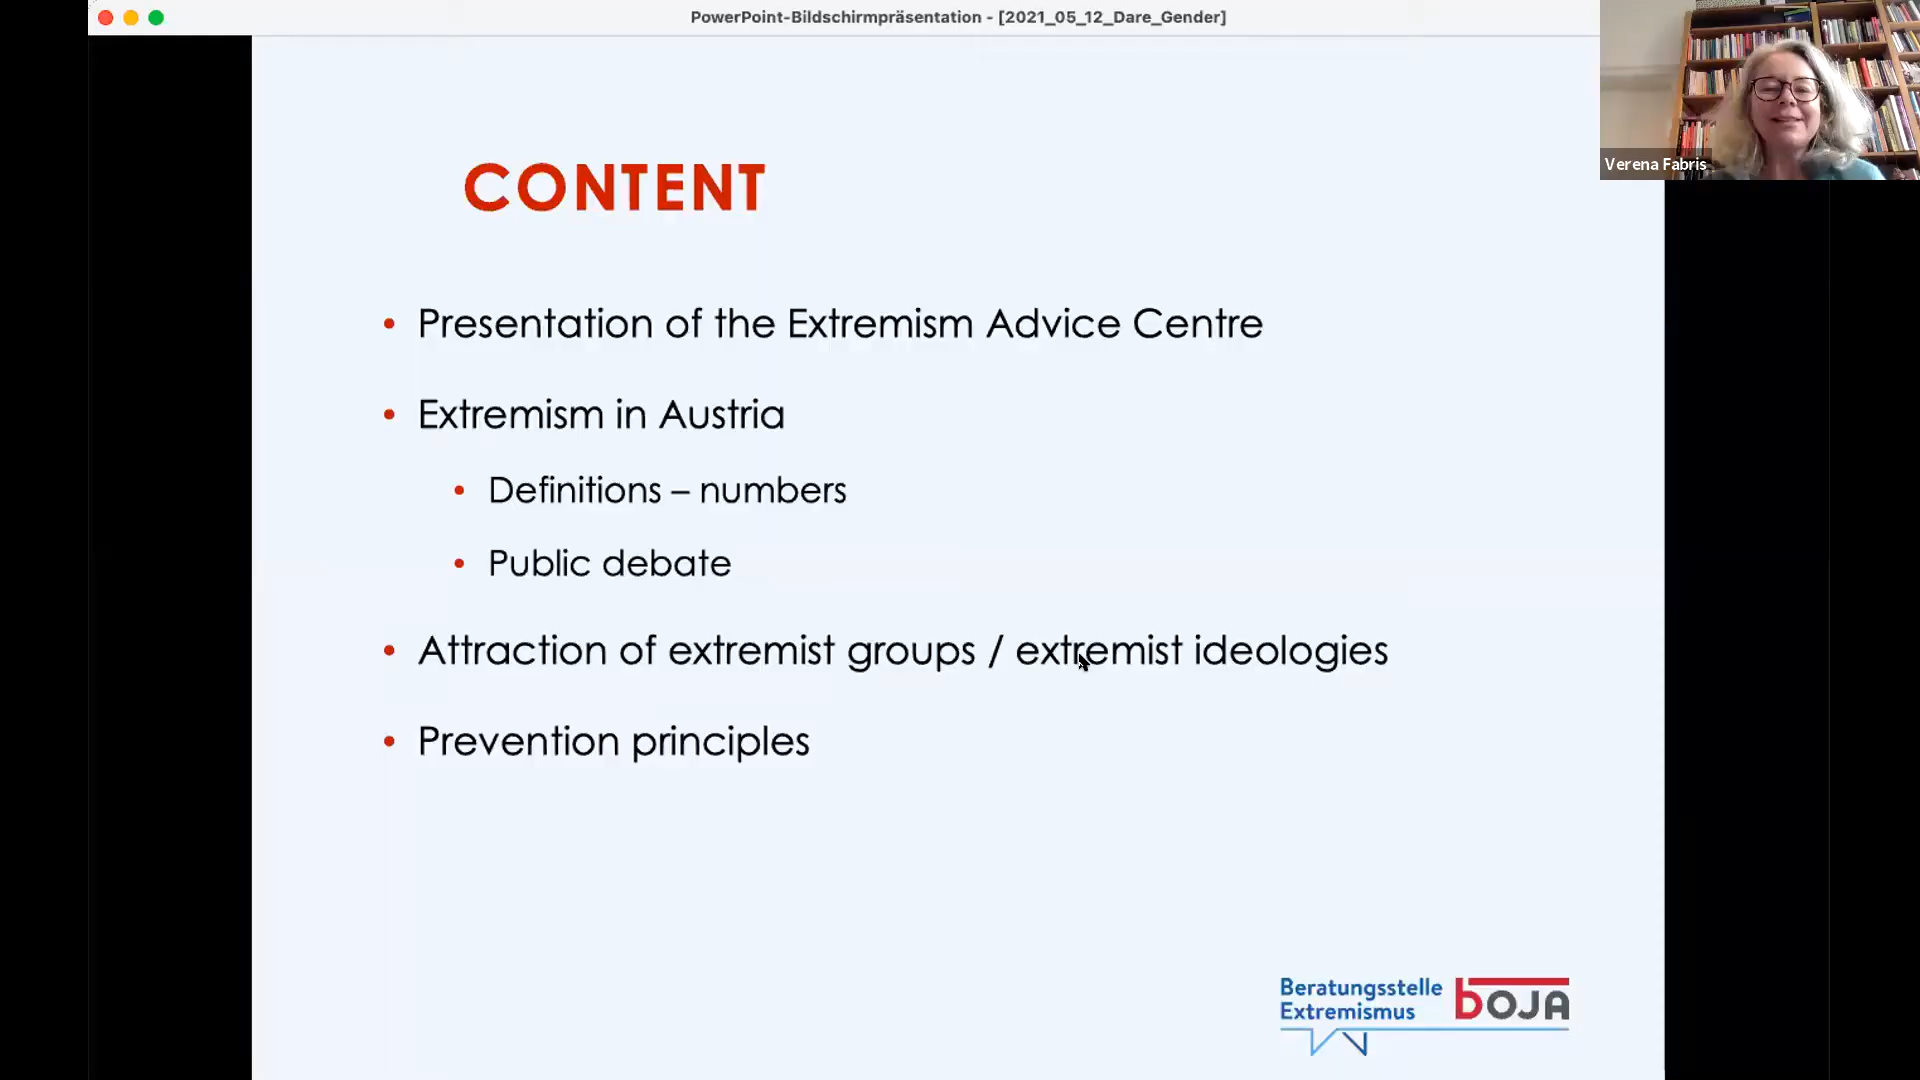 PowerPoint-Bildschirmpräsentation - [2021_05_12_Dare_Gender]
Verena Fabris
CONTENT
• Presentation of the Extremism Advice Centre
• Extremism in Austria
• Definitions – numbers
• Public debate
• Attraction of extremist groups / extremist ideologies
• Prevention principles
Beratungsstelle
Extremismus
bOJA